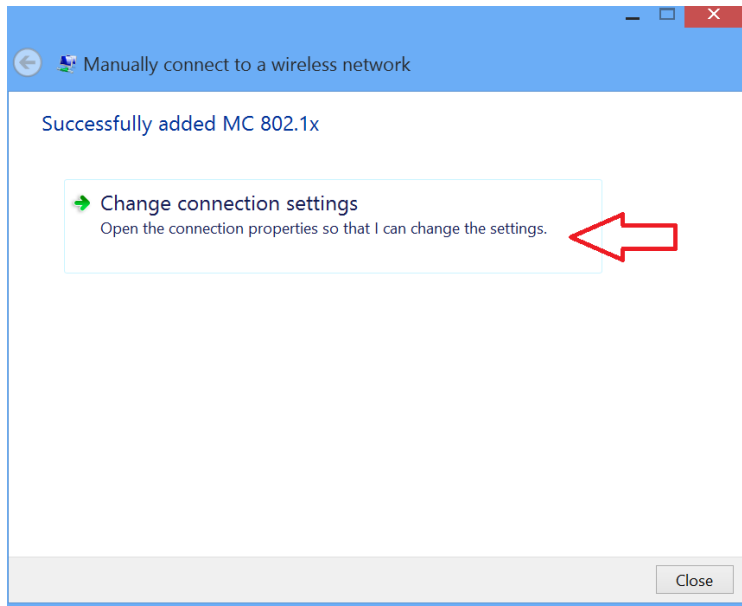 Manually connect to a wireless network
Successfully added MC 802.1x
Change connection settings
Open the connection properties so that I can change the settings.
Close